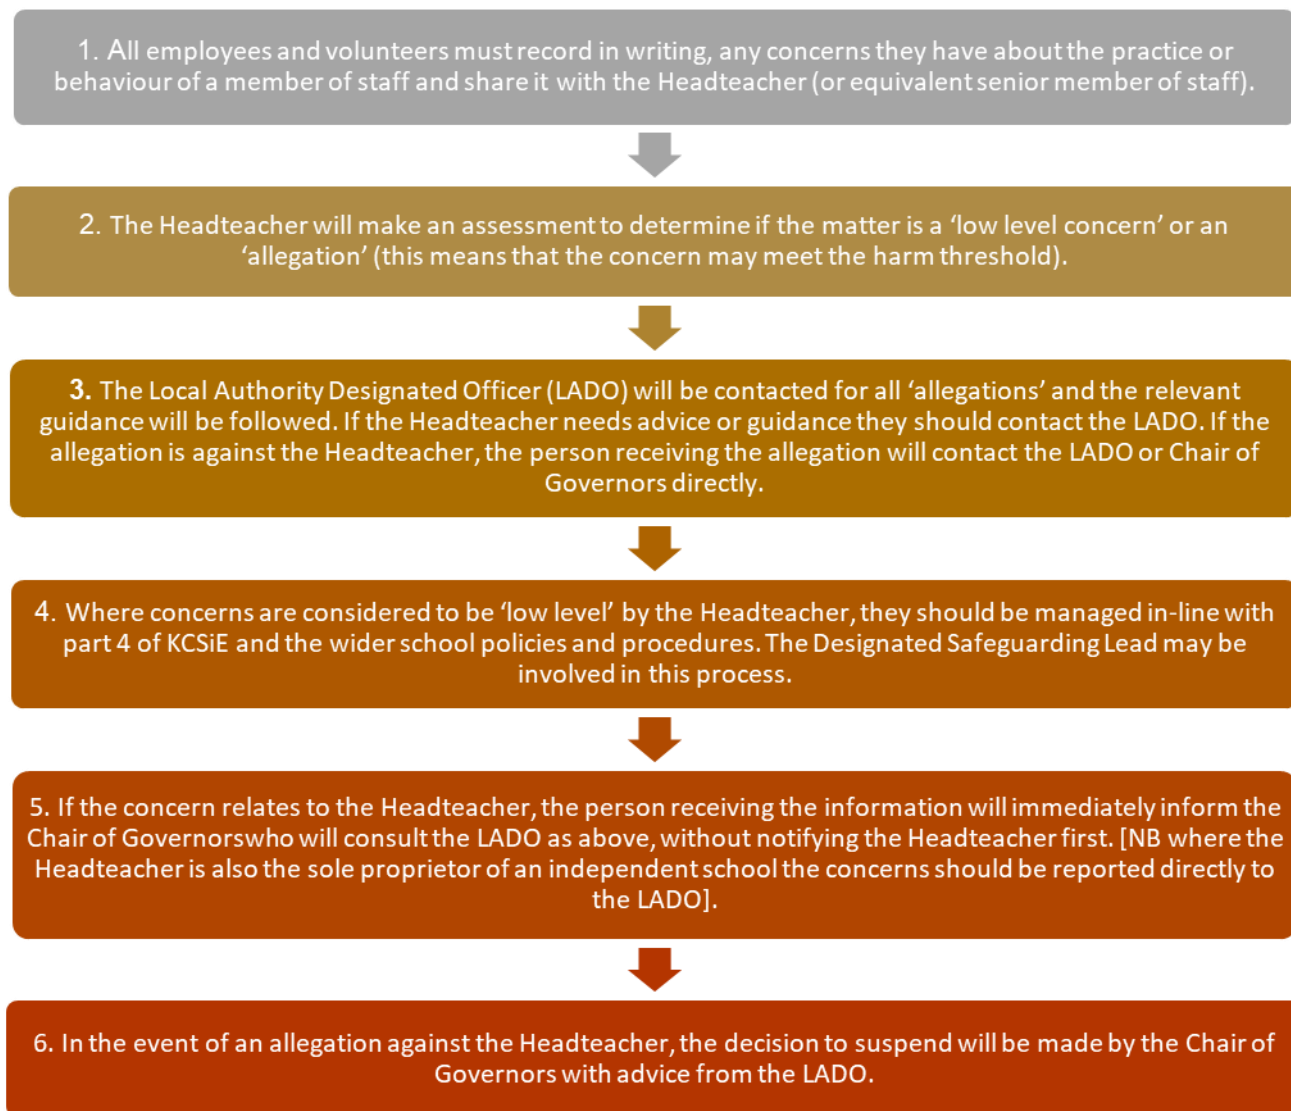 1. All employees and volunteers must record in writing, any concerns they have about the practice or
behaviour of a member of staff and share it with the Headteacher (or equivalent senior member of staff).
2. The Headteacher will make an assessment to determine if the matter is a ‘low level concern’ or an
‘allegation’ (this means that the concern may meet the harm threshold).
3. The Local Authority Designated Officer (LADO) will be contacted for all ‘allegations’ and the relevant
guidance will be followed. If the Headteacher needs advice or guidance they should contact the LADO. If the
allegation is against the Headteacher, the person receiving the allegation will contact the LADO or Chair of
Governors directly.
4. Where concerns are considered to be ‘low level’ by the Headteacher, they should be managed in-line with
part 4 of KCSiE and the wider school policies and procedures. The Designated Safeguarding Lead may be
involved in this process.
5. If the concern relates to the Headteacher, the person receiving the information will immediately inform the
Chair of Governorswho will consult the LADO as above, without notifying the Headteacher first. [NB where the
Headteacher is also the sole proprietor of an independent school the concerns should be reported directly to
the LADO].
6. In the event of an allegation against the Headteacher, the decision to suspend will be made by the Chair of
Governors with advice from the LADO.